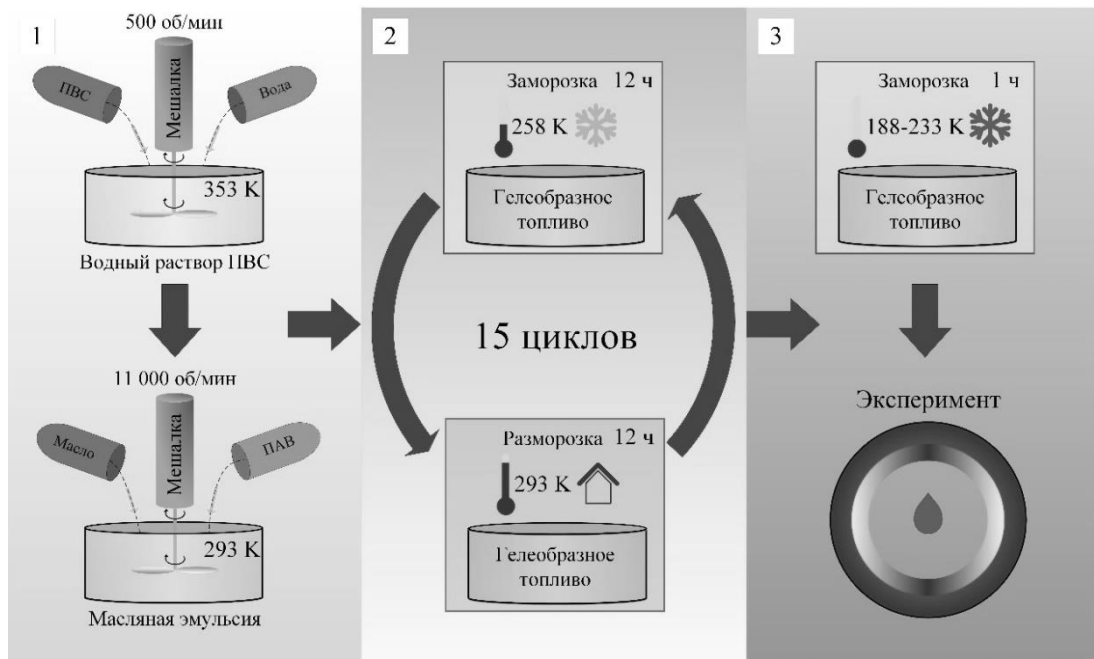 1
500 об/мин
Мешалка
ПВС
Вода
353 K
Водный раствор ПВС
11 000 об/мин
Мешалка
Масло
ПАВ
293 K
Масляная эмульсия
2
Заморозка 12 ч
258 K
Гелеобразное
топливо
15 циклов
Разморозка 12 ч
293 K
Гелеобразное
топливо
3
Заморозка 1 ч
188-233 K
Гелеобразное
топливо
Эксперимент